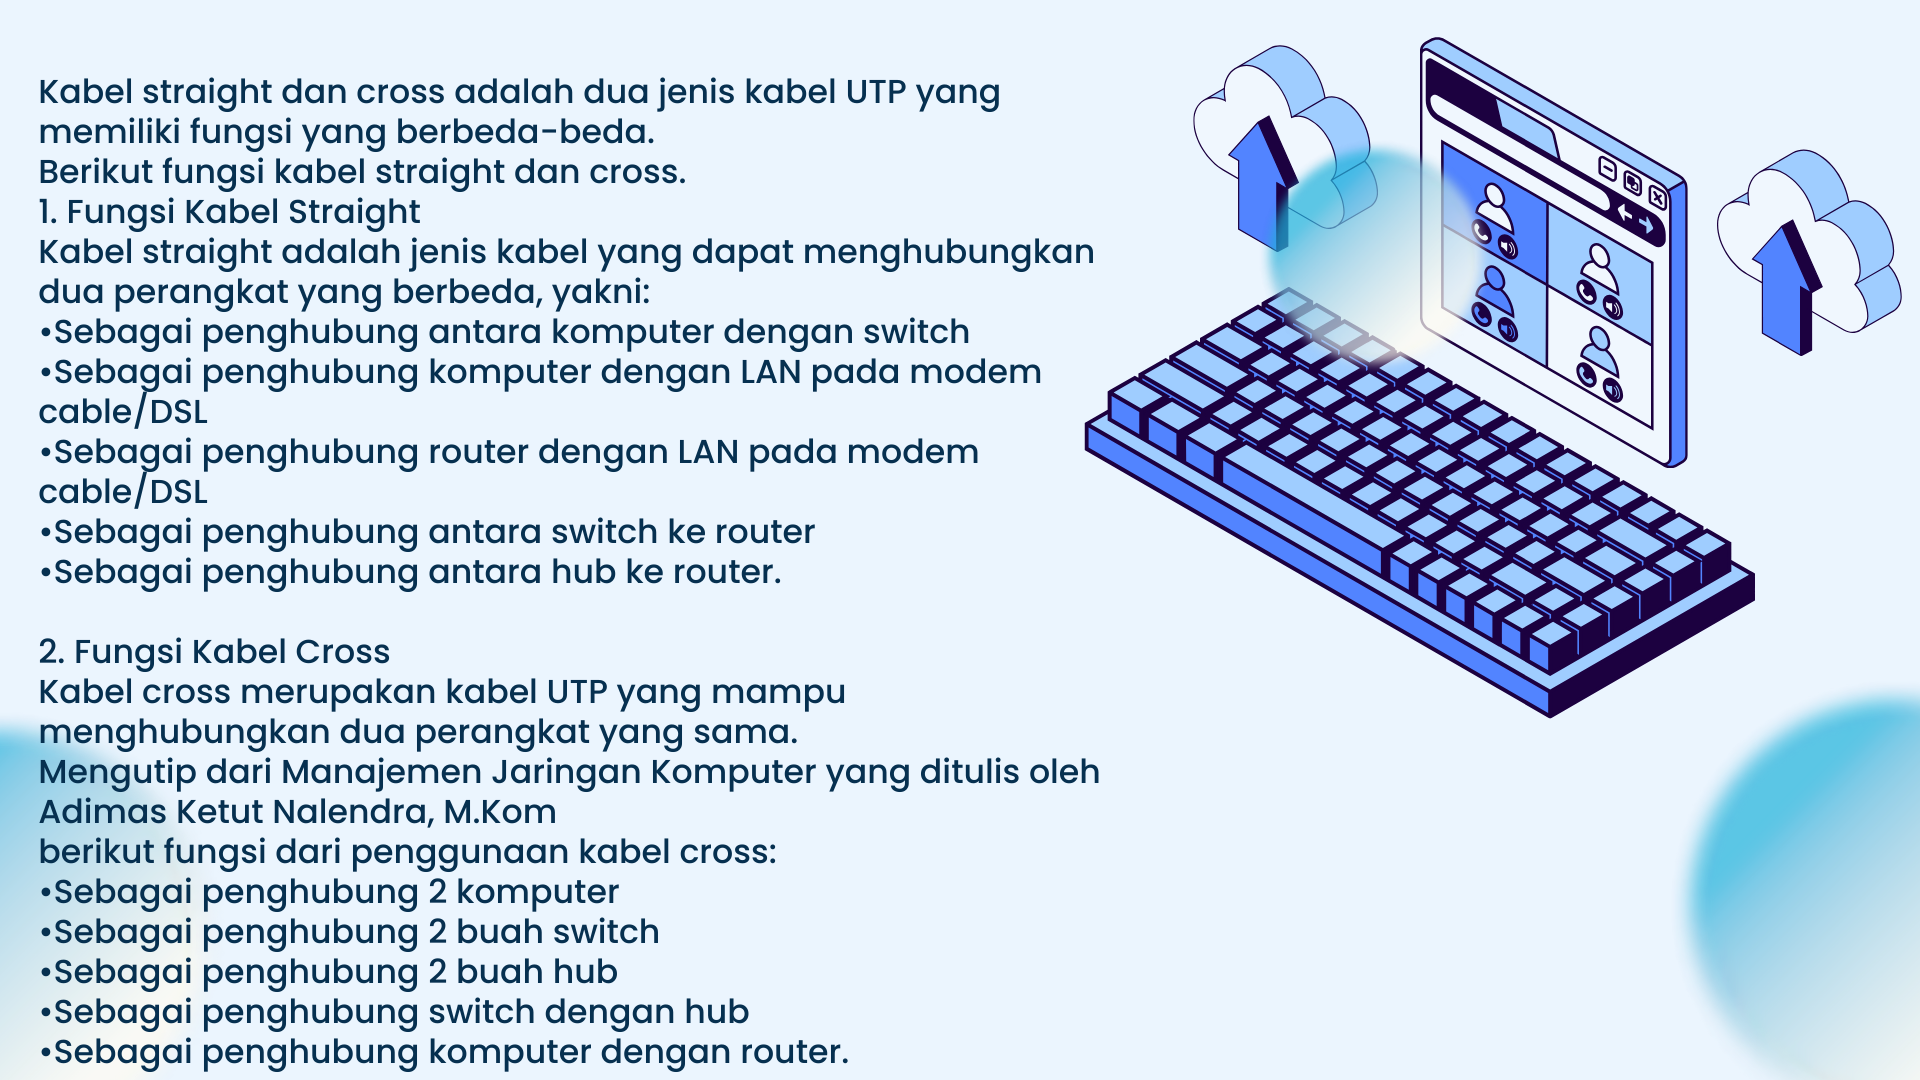 Kabel straight dan cross adalah dua jenis kabel UTP yang
memiliki fungsi yang berbeda-beda.
Berikut fungsi kabel straight dan cross.
1. Fungsi Kabel Straight
Kabel straight adalah jenis kabel yang dapat menghubungkan
dua perangkat yang berbeda, yakni:
•Sebagai penghubung antara komputer dengan switch
•Sebagai penghubung komputer dengan LAN pada modem
cable/DSL
•Sebagai penghubung router dengan LAN pada modem
cable/DSL
•Sebagai penghubung antara switch ke router
•Sebagai penghubung antara hub ke router.
2. Fungsi Kabel Cross
Kabel cross merupakan kabel UTP yang mampu
menghubungkan dua perangkat yang sama.
Mengutip dari Manajemen Jaringan Komputer yang ditulis oleh
Adimas Ketut Nalendra, M.Kom
berikut fungsi dari penggunaan kabel cross:
•Sebagai penghubung 2 komputer
•Sebagai penghubung 2 buah switch
•Sebagai penghubung 2 buah hub
•Sebagai penghubung switch dengan hub
•Sebagai penghubung komputer dengan router.